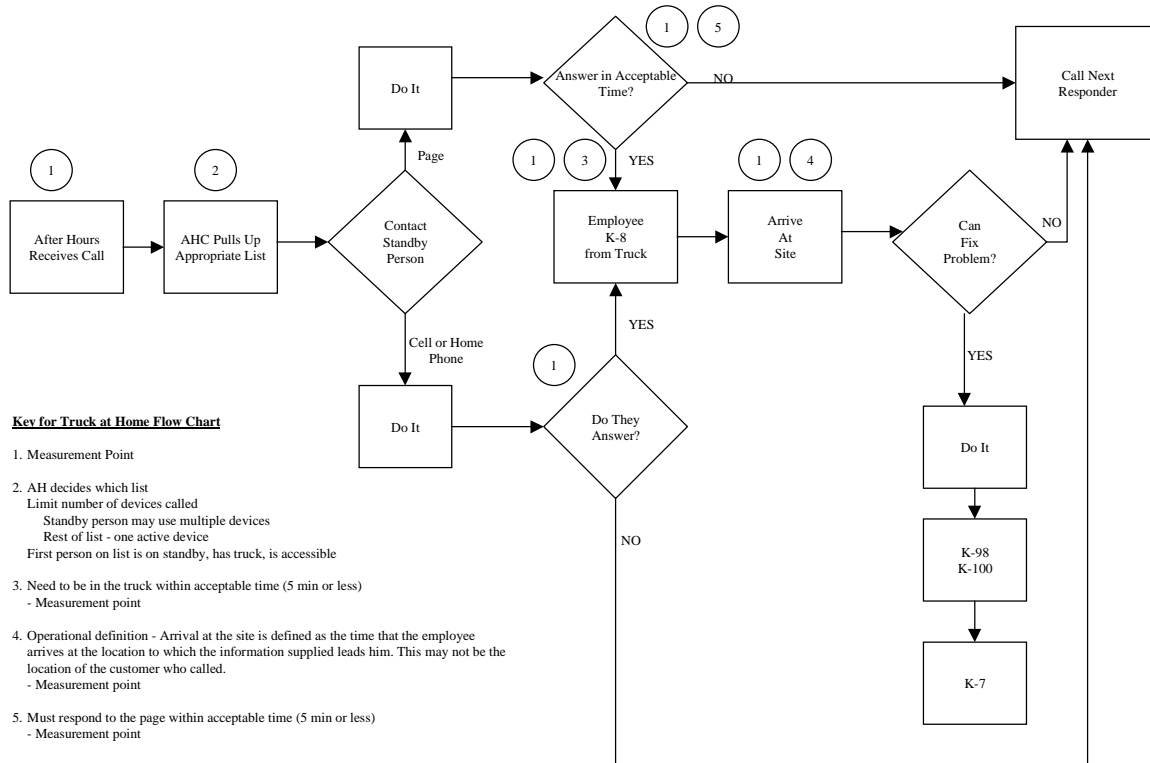 1
5
Do It
Answer in Acceptable
Time?
NO
Call Next
Responder
Page
1
3
YES
1
4
1
2
After Hours
Receives Call
AHC Pulls Up
Appropriate List
Contact
Standby
Person
Employee
K-8
from Truck
Arrive
At
Site
Can
Fix
Problem?
NO
Cell or Home
Phone
YES
1
YES
Do It
Do They
Answer?
Do It
NO
K-98
K-100
K-7
Key for Truck at Home Flow Chart
1. Measurement Point
2. AH decides which list
Limit number of devices called
Standby person may use multiple devices
Rest of list - one active device
First person on list is on standby, has truck, is accessible
3. Need to be in the truck within acceptable time (5 min or less)
- Measurement point
4. Operational definition - Arrival at the site is defined as the time that the employee
arrives at the location to which the information supplied leads him. This may not be the
location of the customer who called.
- Measurement point
5. Must respond to the page within acceptable time (5 min or less)
- Measurement point